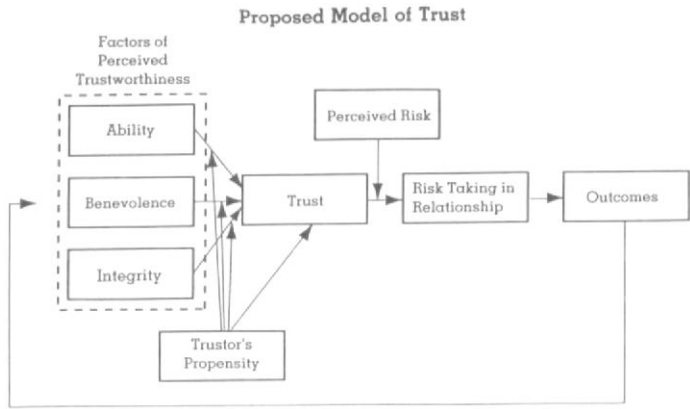 Proposed Model of Trust
Factors of
Perceived
Trustworthiness
Ability
Benevolence
Integrity
Trustor's
Propensity
Trust
Perceived Risk
Risk Taking in
Relationship
Outcomes